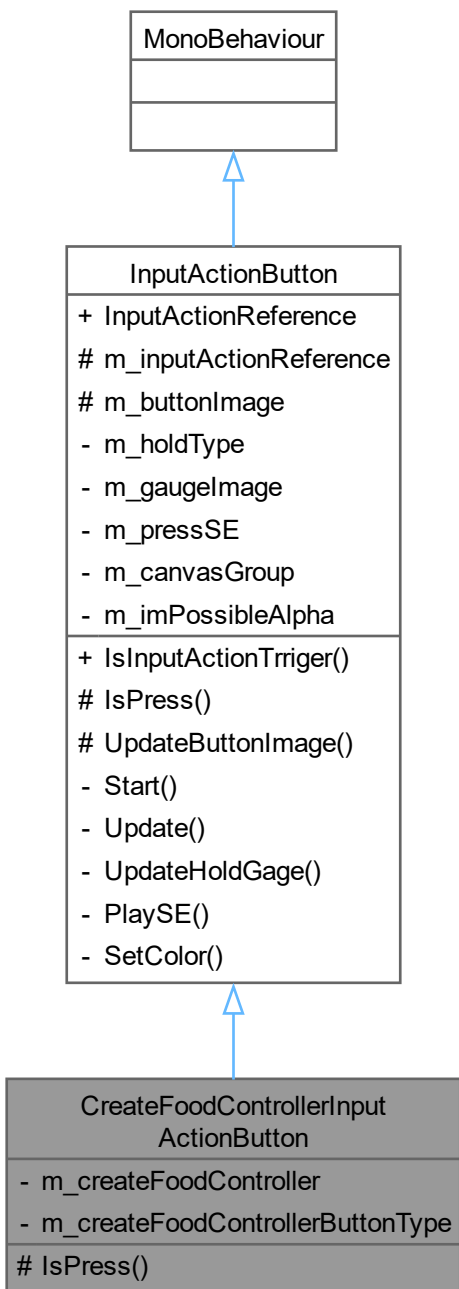 MonoBehaviour
InputActionButton
+ InputActionReference
# m_inputActionReference
# m_buttonImage
- m_holdType
- m_gaugeImage
- m_pressSE
- m_canvasGroup
- m_imPossibleAlpha
+ IsInputActionTrriger()
# IsPress()
# UpdateButtonImage()
- Start()
- Update()
- UpdateHoldGage()
- PlaySE()
- SetColor()
CreateFoodControllerInput
ActionButton
- m_createFoodController
- m_createFoodControllerButtonType
# IsPress()